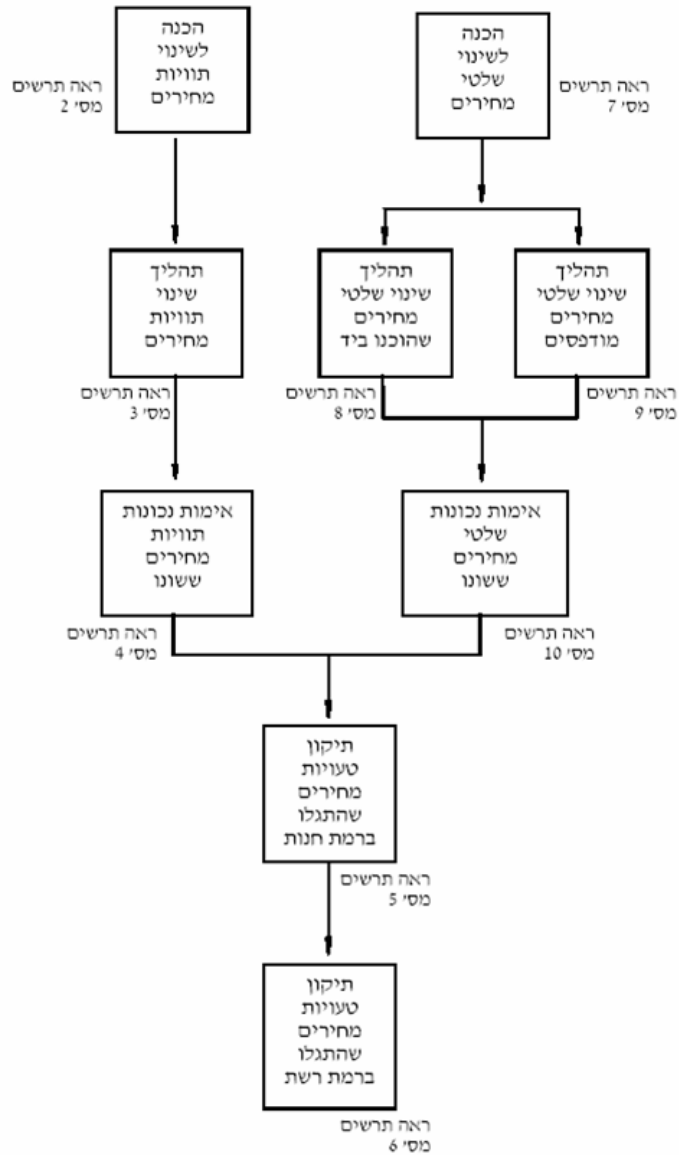 הכנה
לשינוי
שלטי
מחירים
ראה תרשים
מס' 7
הכנה
לשינוי
תוויות
מחירים
ראה תרשים
מס' 2
תהליך
שינוי שלטי
מחירים
מודפסים
ראה תרשים
מס' 9
תהליך
שינוי שלטי
מחירים
שהוכנו ביד
ראה תרשים
מס' 8
תהליך
שינוי
תוויות
מחירים
ראה תרשים
מס' 3
אימות נכונות
שלטי
מחירים
ששונו
ראה תרשים
מס' 10
אימות נכונות
תוויות
מחירים
ששונו
ראה תרשים
מס' 4
תיקון
טעויות
מחירים
שהתגלו
ברמת חנות
ראה תרשים
מס' 5
תיקון
טעויות
מחירים
שהתגלו
ברמת רשת
ראה תרשים
מס' 6